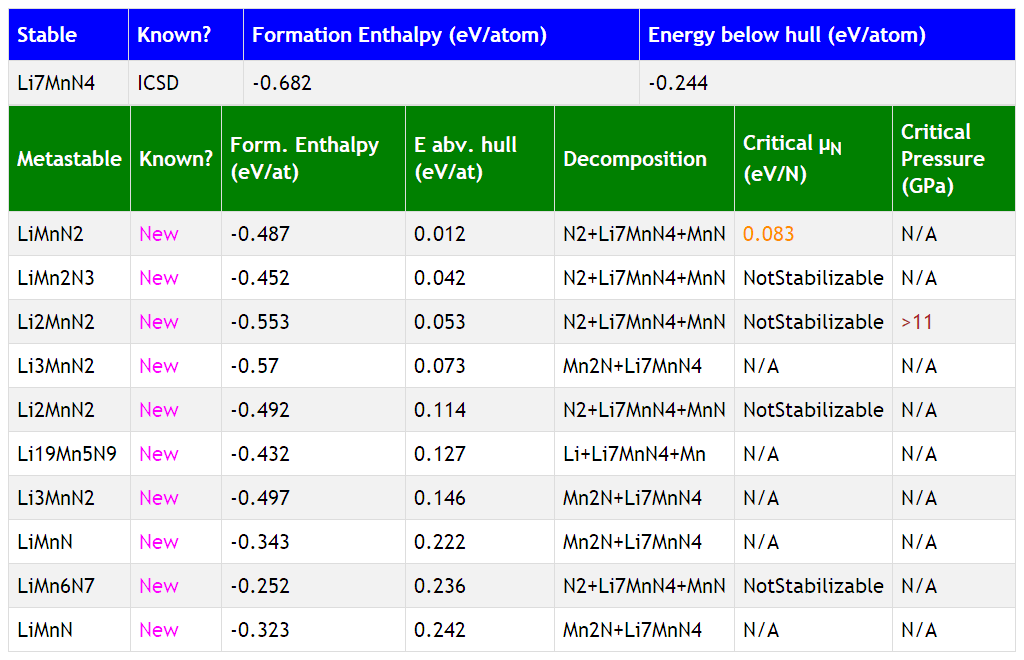 Stable Known? Formation Enthalpy (eV/atom) Energy below hull (eV/atom)
Li7MnN4 ICSD -0.682 -0.244
Metastable Known? Form. Enthalpy (eV/at) E abv. hull (eV/at) Decomposition Critical μN (eV/N) Critical Pressure (GPa)
LiMnN2 New -0.487 0.012 N2+Li7MnN4+MnN 0.083 N/A
LiMn2N3 New -0.452 0.042 N2+Li7MnN4+MnN NotStabilizable N/A
Li2MnN2 New -0.553 0.053 N2+Li7MnN4+MnN NotStabilizable >11
Li3MnN2 New -0.57 0.073 Mn2N+Li7MnN4 N/A N/A
Li2MnN2 New -0.492 0.114 N2+Li7MnN4+MnN NotStabilizable N/A
Li19Mn5N9 New -0.432 0.127 Li+Li7MnN4+Mn N/A N/A
Li3MnN2 New -0.497 0.146 Mn2N+Li7MnN4 N/A N/A
LiMnN New -0.343 0.222 Mn2N+Li7MnN4 N/A N/A
LiMn6N7 New -0.252 0.236 N2+Li7MnN4+MnN NotStabilizable N/A
LiMnN New -0.323 0.242 Mn2N+Li7MnN4 N/A N/A